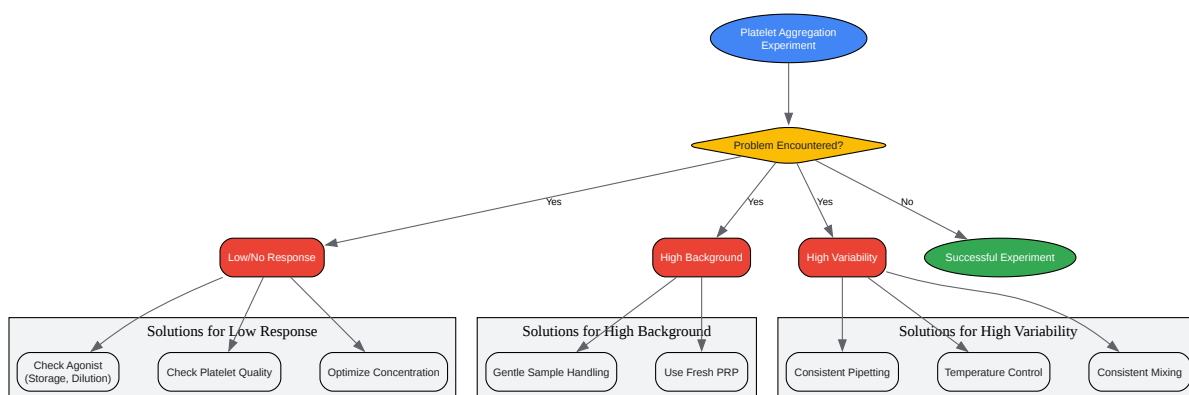 Platelet Aggregation
Experiment
Problem Encountered?
Yes
Yes
Yes
No
Low/No Response
High Background
High Variability
Successful Experiment
Solutions for Low Response
Solutions for High Background
Solutions for High Variability
Check Agonist
(Storage, Dilution)
Check Platelet Quality
Optimize Concentration
Gentle Sample Handling
Use Fresh PRP
Consistent Pipetting
Temperature Control
Consistent Mixing